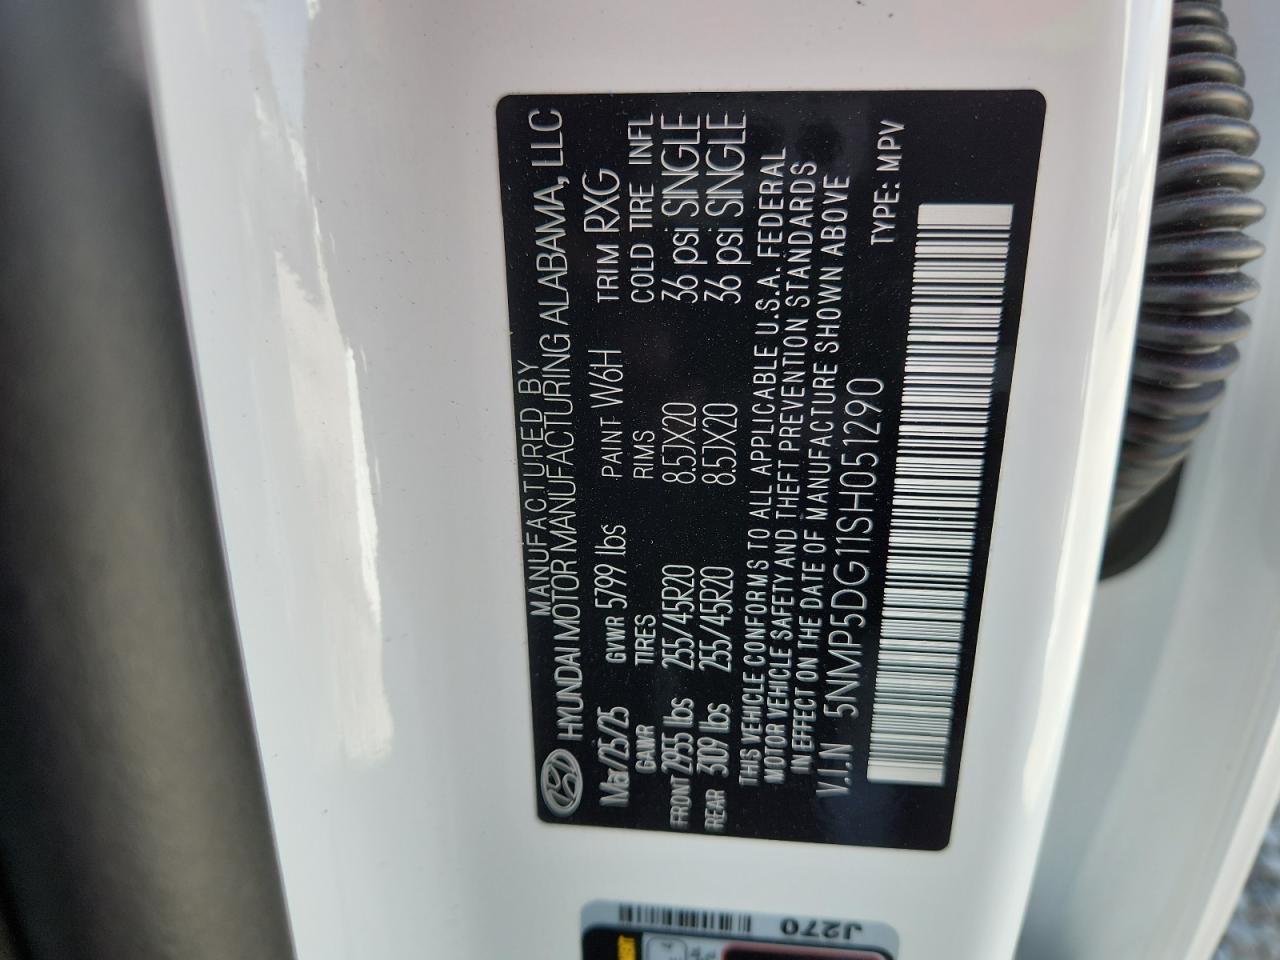 MANUFACTURED BY
HYUNDAI MOTOR MANUFACTURING ALABAMA, LLC
Mar/25/25 GVWR 5799 lbs PAINT W6H TRIM RXG
GAWR TIRES RIMS COLD TIRE INFL
FRONT 2955 lbs 255/45R20 8.5JX20 36 psi SINGLE
REAR 3109 lbs 255/45R20 8.5JX20 36 psi SINGLE
THIS VEHICLE CONFORMS TO ALL APPLICABLE U.S.A. FEDERAL
MOTOR VEHICLE SAFETY AND THEFT PREVENTION STANDARDS
IN EFFECT ON THE DATE OF MANUFACTURE SHOWN ABOVE
V.I.N 5NMP5DG11SH051290 TYPE: MPV
J270